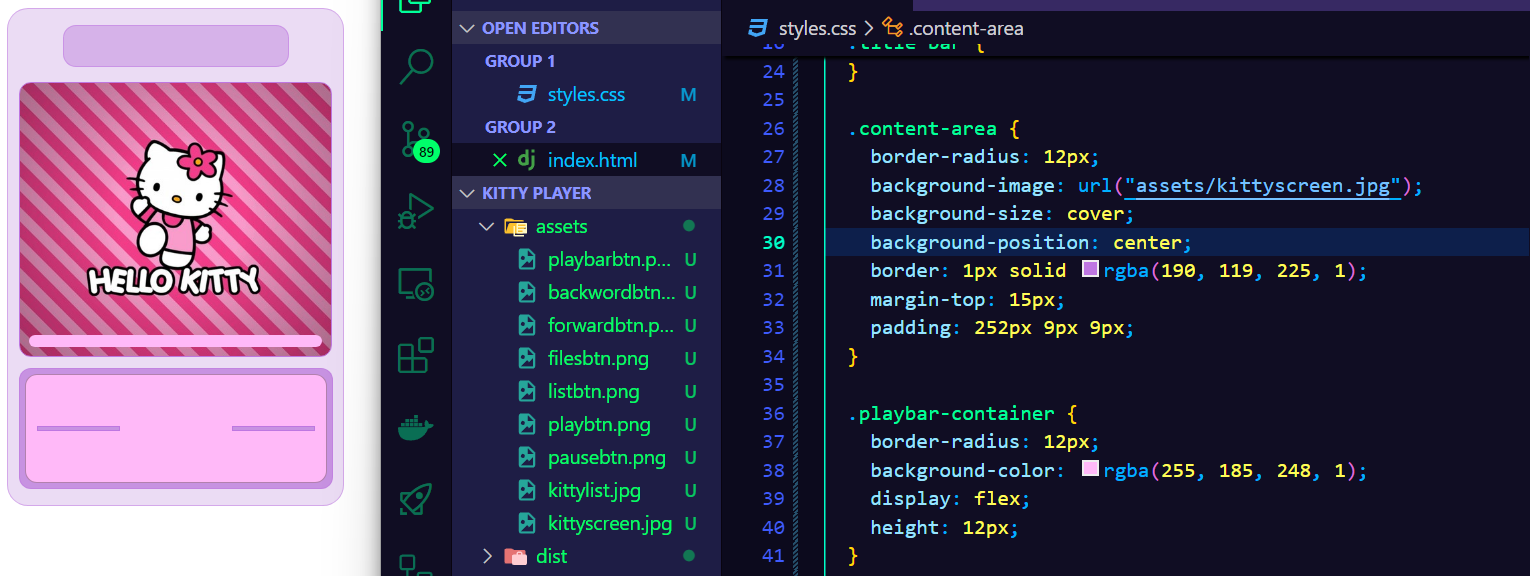 HELLO KITTY
89
OPEN EDITORS
GROUP 1
styles.css M
GROUP 2
dj index.html M
KITTY PLAYER
assets
playbarbtn.p... U
backwordbtn... U
forwardbtn.p... U
filesbtn.png U
listbtn.png U
playbtn.png U
pausebtn.png U
kittylist.jpg U
kittyscreen.jpg U
dist
styles.css > .content-area
24 }
25
26 .content-area {
27 border-radius: 12px;
28 background-image: url("assets/kittyscreen.jpg");
29 background-size: cover;
30 background-position: center;
31 border: 1px solid rgba(190, 119, 225, 1);
32 margin-top: 15px;
33 padding: 252px 9px 9px;
34 }
35
36 .playbar-container {
37 border-radius: 12px;
38 background-color: rgba(255, 185, 248, 1);
39 display: flex;
40 height: 12px;
41 }